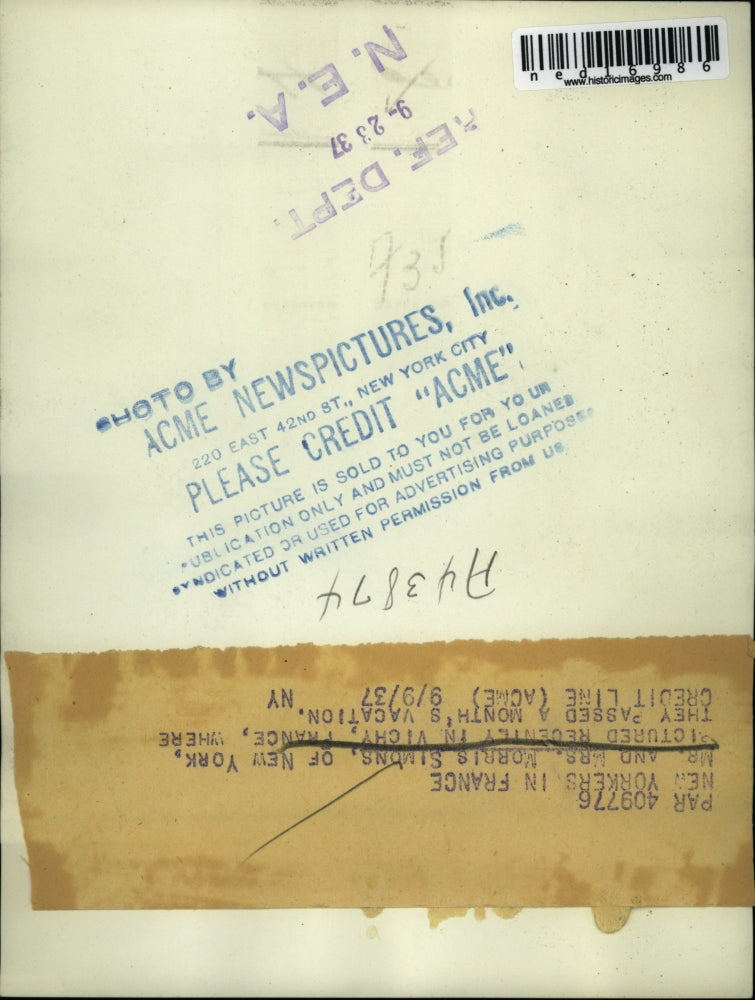 ned16986
www.historicimages.com
N.E.A.
9-23 37
REF. DEPT.
935
PHOTO BY
ACME NEWSPICTURES, Inc.
220 EAST 42ND ST., NEW YORK CITY
PLEASE CREDIT "ACME"
THIS PICTURE IS SOLD TO YOU FOR YOUR
PUBLICATION ONLY AND MUST NOT BE LOANED
SYNDICATED OR USED FOR ADVERTISING PURPOSES
WITHOUT WRITTEN PERMISSION FROM US
A43874
PAR 409776
NEW YORKERS IN FRANCE
MR. AND MRS. MORRIS SIMONS, OF NEW YORK,
PICTURED RECENTLY IN VICHY, FRANCE, WHERE
THEY PASSED A MONTH'S VACATION.
CREDIT LINE (ACME) 9/9/37 NY